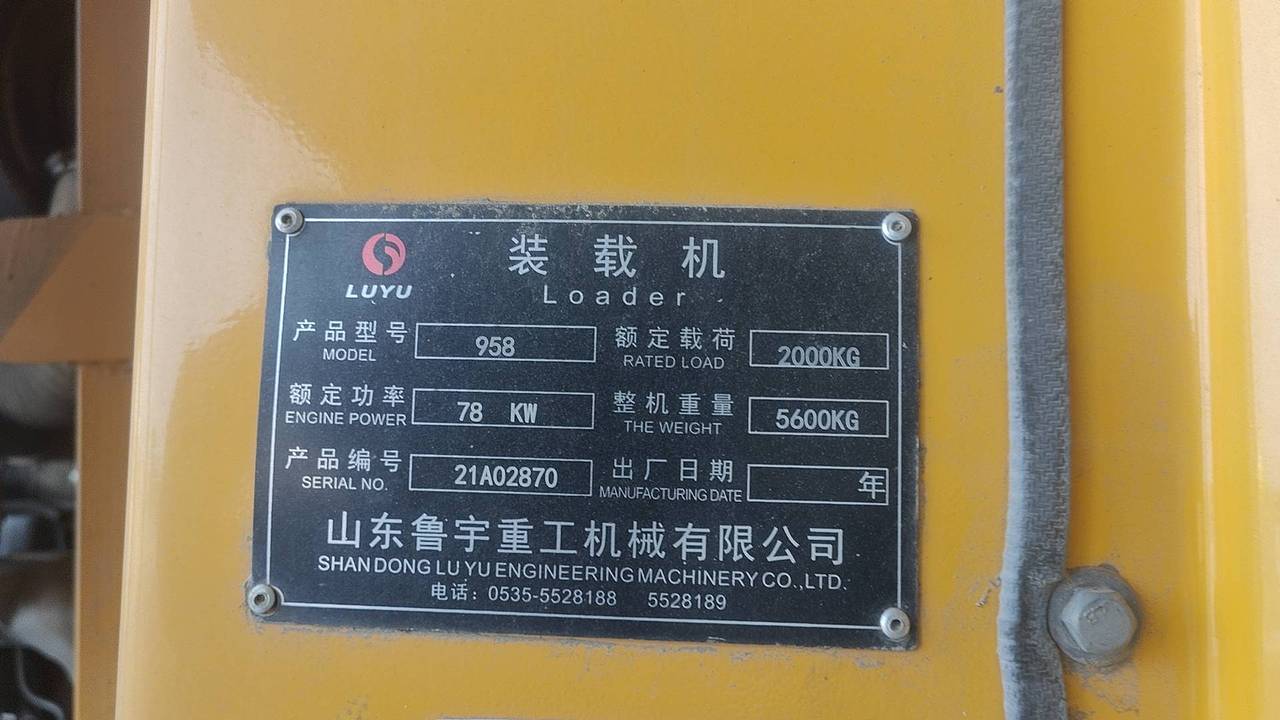 装载机
LUYU
Loader
产品型号 958 额定载荷 2000KG
MODEL RATED LOAD
额定功率 78 KW 整机重量 5600KG
ENGINE POWER THE WEIGHT
产品编号 21A02870 出厂日期 年
SERIAL NO. MANUFACTURING DATE
山东鲁宇重工机械有限公司
SHAN DONG LU YU ENGINEERING MACHINERY CO.,LTD.
电话：0535-5528188 5528189